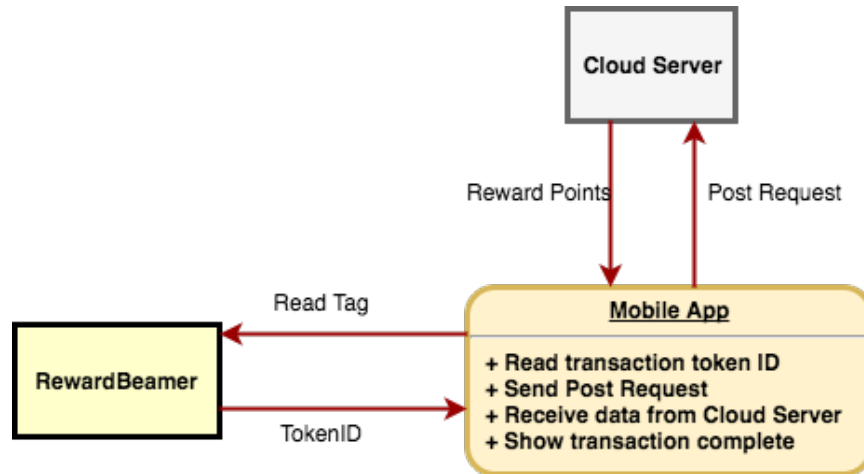 Cloud Server
Reward Points
Post Request
Read Tag
Mobile App
RewardBeamer
+ Read transaction token ID
+ Send Post Request
+ Receive data from Cloud Server
+ Show transaction complete
TokenID